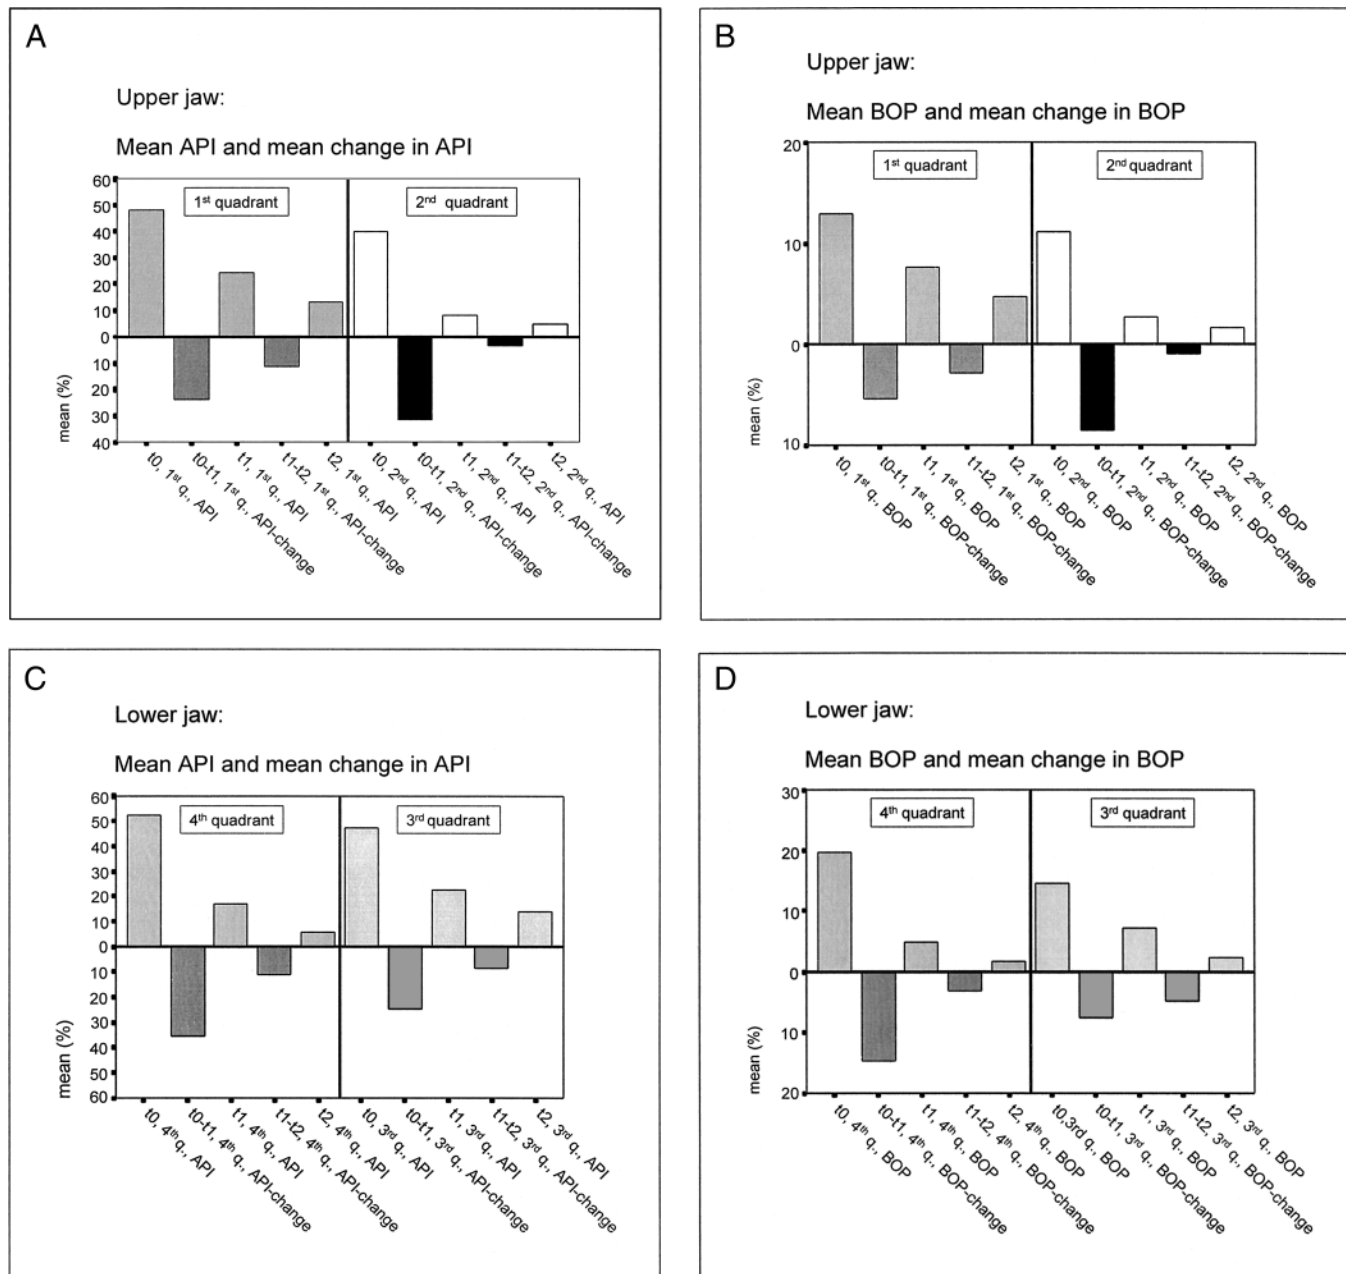 A
Upper jaw:
Mean API and mean change in API
60
50
40
30
20
10
0
10
20
30
40
mean (%)
1st quadrant
2nd quadrant
t0, 1st q., API
t0-t1, 1st q., API-change
t1, 1st q., API
t1-t2, 1st q., API-change
t2, 1st q., API
t0, 2nd q., API
t0-t1, 2nd q., API-change
t1, 2nd q., API
t1-t2, 2nd q., API-change
t2, 2nd q., API
B
Upper jaw:
Mean BOP and mean change in BOP
20
10
0
10
mean (%)
1st quadrant
2nd quadrant
t0, 1st q., BOP
t0-t1, 1st q., BOP-change
t1, 1st q., BOP
t1-t2, 1st q., BOP-change
t2, 1st q., BOP
t0, 2nd q., BOP
t0-t1, 2nd q., BOP-change
t1, 2nd q., BOP
t1-t2, 2nd q., BOP-change
t2, 2nd q., BOP
C
Lower jaw:
Mean API and mean change in API
60
50
40
30
20
10
0
10
20
30
40
50
60
mean (%)
4th quadrant
3rd quadrant
t0, 4th q., API
t0-t1, 4th q., API-change
t1, 4th q., API
t1-t2, 4th q., API-change
t2, 4th q., API
t0, 3rd q., API
t0-t1, 3rd q., API-change
t1, 3rd q., API
t1-t2, 3rd q., API-change
t2, 3rd q., API
D
Lower jaw:
Mean BOP and mean change in BOP
30
20
10
0
10
20
mean (%)
4th quadrant
3rd quadrant
t0, 4th q., BOP
t0-t1, 4th q., BOP-change
t1, 4th q., BOP
t1-t2, 4th q., BOP-change
t2, 4th q., BOP
t0,3rd q., BOP
t0-t1, 3rd q., BOP-change
t1, 3rd q., BOP
t1-t2, 3rd q., BOP-change
t2, 3rd q., BOP